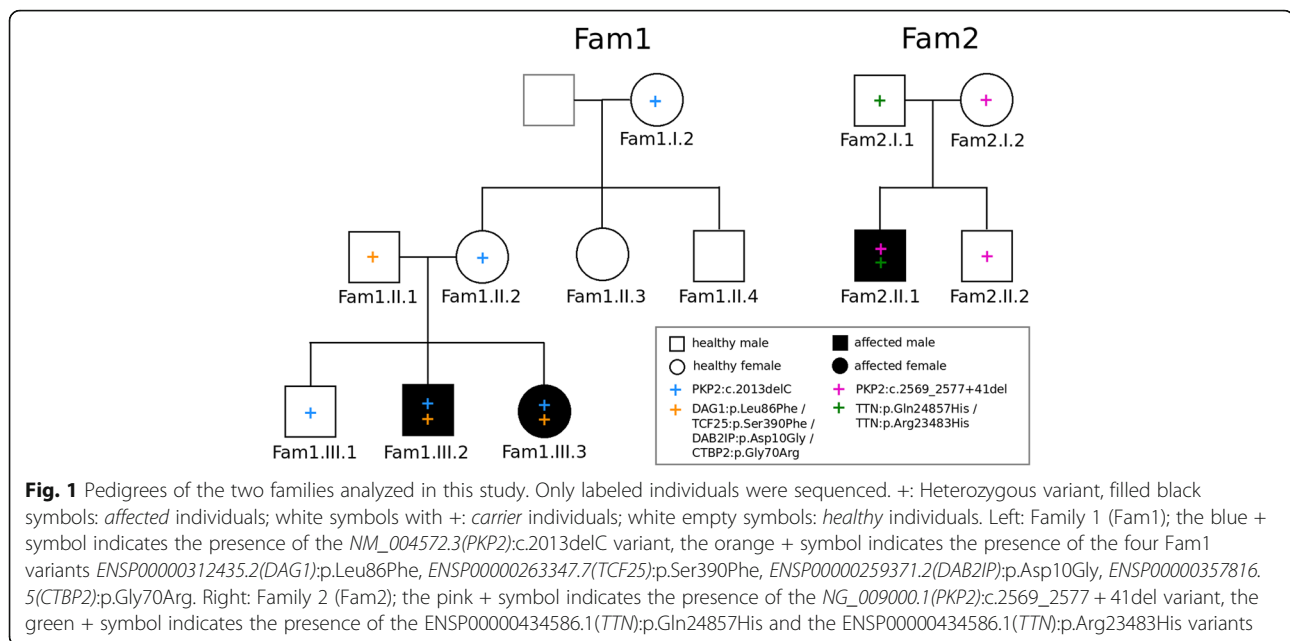 Fam1
Fam2
Fam1.I.2
Fam2.I.1
Fam2.I.2
Fam1.II.1
Fam1.II.2
Fam1.II.3
Fam1.II.4
Fam2.II.1
Fam2.II.2
Fam1.III.1
Fam1.III.2
Fam1.III.3
healthy male
affected male
healthy female
affected female
+ PKP2:c.2013delC
+ PKP2:c.2569_2577+41del
+ DAG1:p.Leu86Phe /
TCF25:p.Ser390Phe /
DAB2IP:p.Asp10Gly /
CTBP2:p.Gly70Arg
+ TTN:p.Gln24857His /
TTN:p.Arg23483His
Fig. 1 Pedigrees of the two families analyzed in this study. Only labeled individuals were sequenced. +: Heterozygous variant, filled black
symbols: affected individuals; white symbols with +: carrier individuals; white empty symbols: healthy individuals. Left: Family 1 (Fam1); the blue +
symbol indicates the presence of the NM_004572.3(PKP2):c.2013delC variant, the orange + symbol indicates the presence of the four Fam1
variants ENSP00000312435.2(DAG1):p.Leu86Phe, ENSP00000263347.7(TCF25):p.Ser390Phe, ENSP00000259371.2(DAB2IP):p.Asp10Gly, ENSP00000357816.
5(CTBP2):p.Gly70Arg. Right: Family 2 (Fam2); the pink + symbol indicates the presence of the NG_009000.1(PKP2):c.2569_2577 + 41del variant, the
green + symbol indicates the presence of the ENSP00000434586.1(TTN):p.Gln24857His and the ENSP00000434586.1(TTN):p.Arg23483His variants